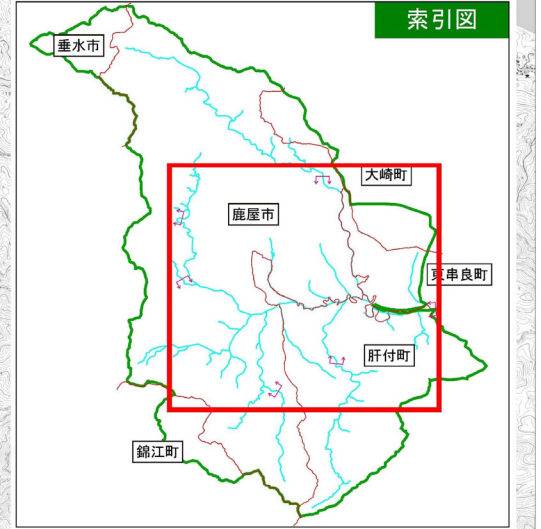 索引図
垂水市
大崎町
鹿屋市
東串良町
肝付町
錦江町